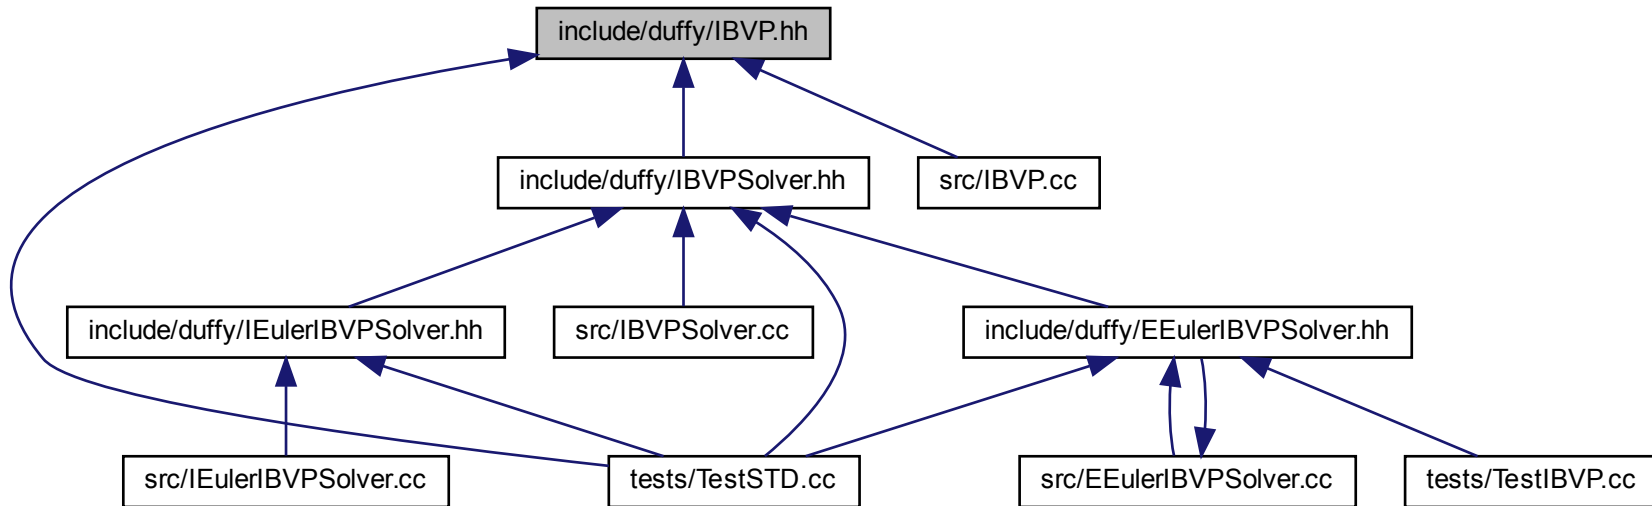 include/duffy/IBVP.hh
include/duffy/IBVPSolver.hh
src/IBVP.cc
include/duffy/IEulerIBVPSolver.hh
src/IBVPSolver.cc
include/duffy/EEulerIBVPSolver.hh
src/IEulerIBVPSolver.cc
tests/TestSTD.cc
src/EEulerIBVPSolver.cc
tests/TestIBVP.cc